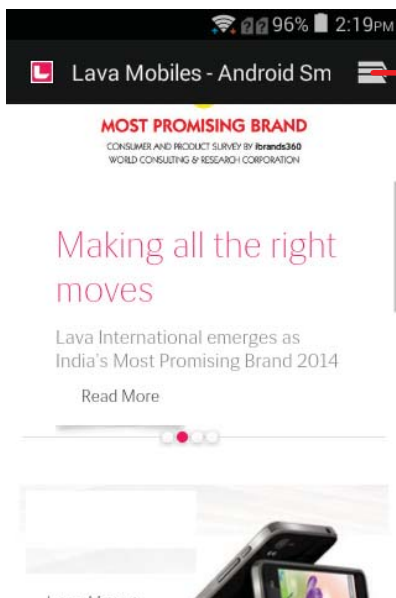 96% 2:19PM
Lava Mobiles - Android Sm
MOST PROMISING BRAND
CONSUMER AND PRODUCT SURVEY BY ibrands360
WORLD CONSULTING & RESEARCH CORPORATION
Making all the right
moves
Lava International emerges as
India's Most Promising Brand 2014
Read More